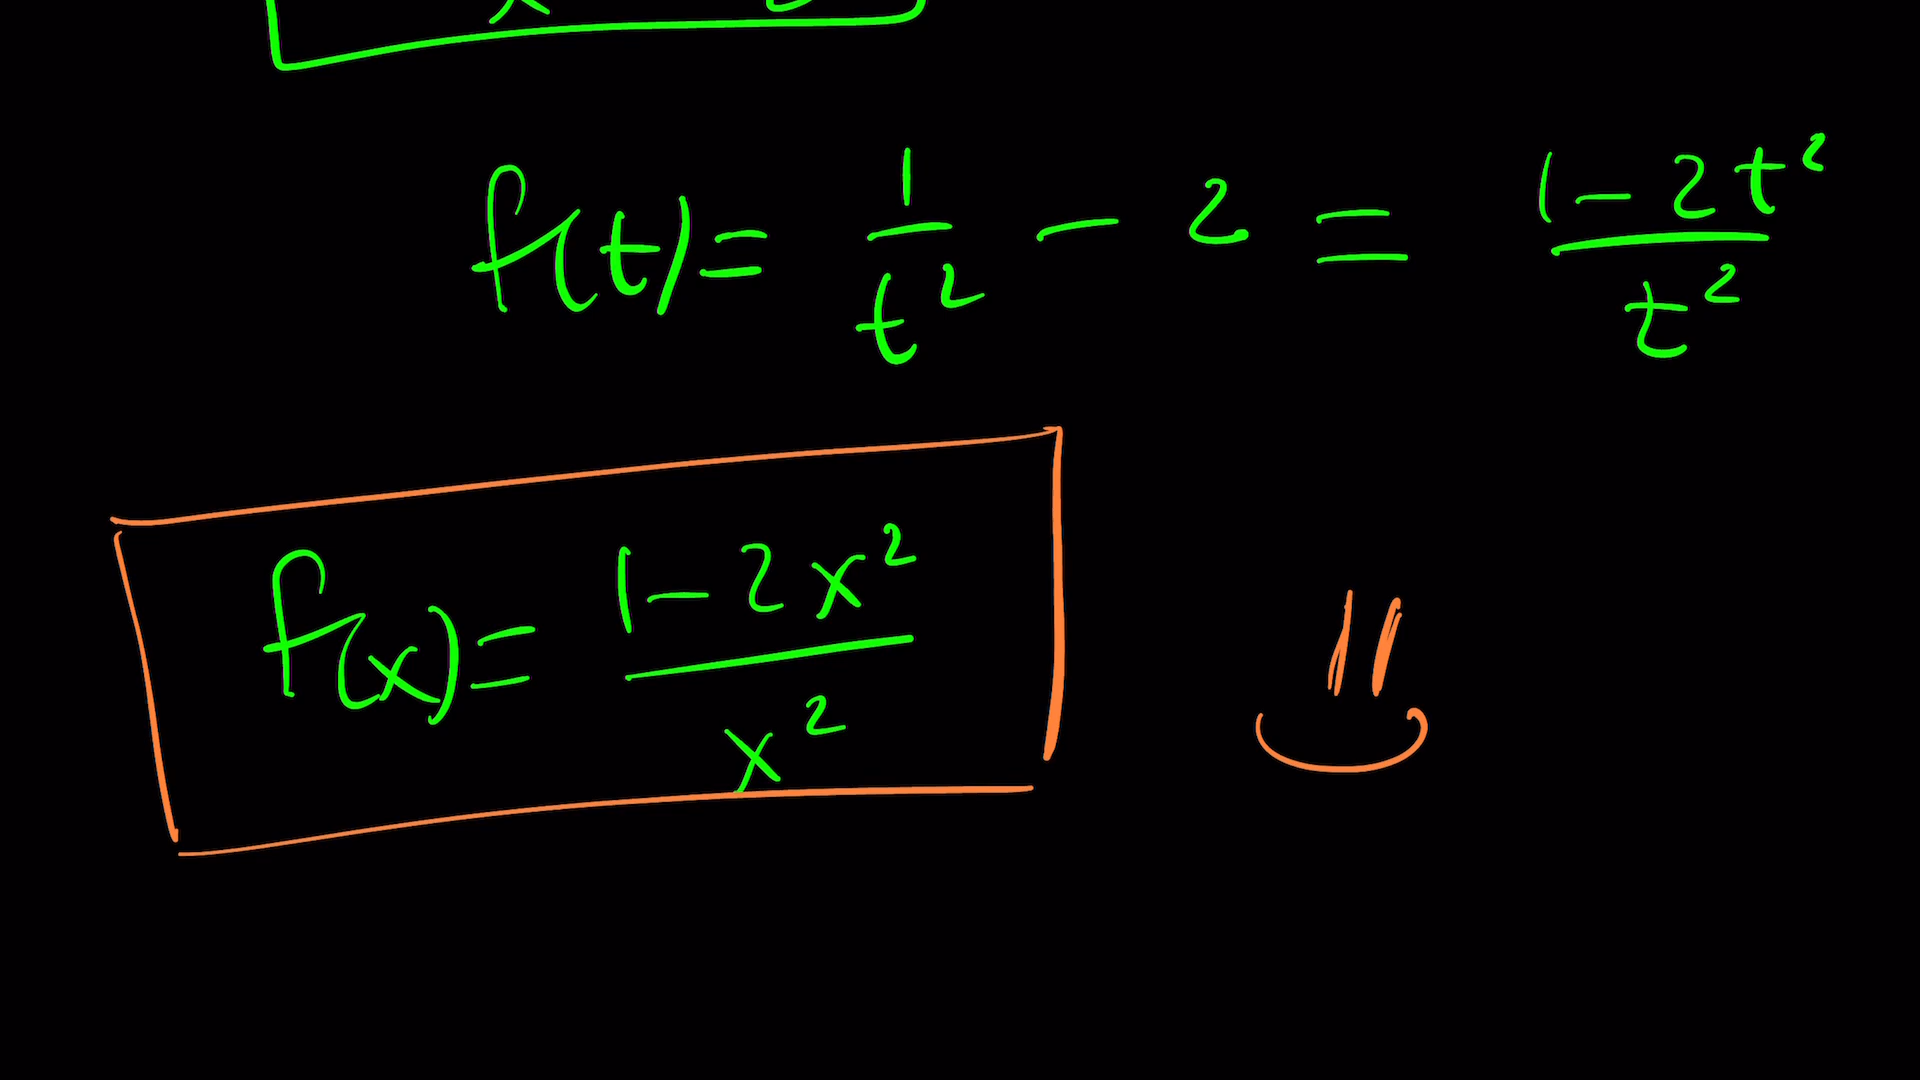 f(t) = 1/t² - 2 = (1-2t²)/t²
f(x) = (1-2x²)/x²